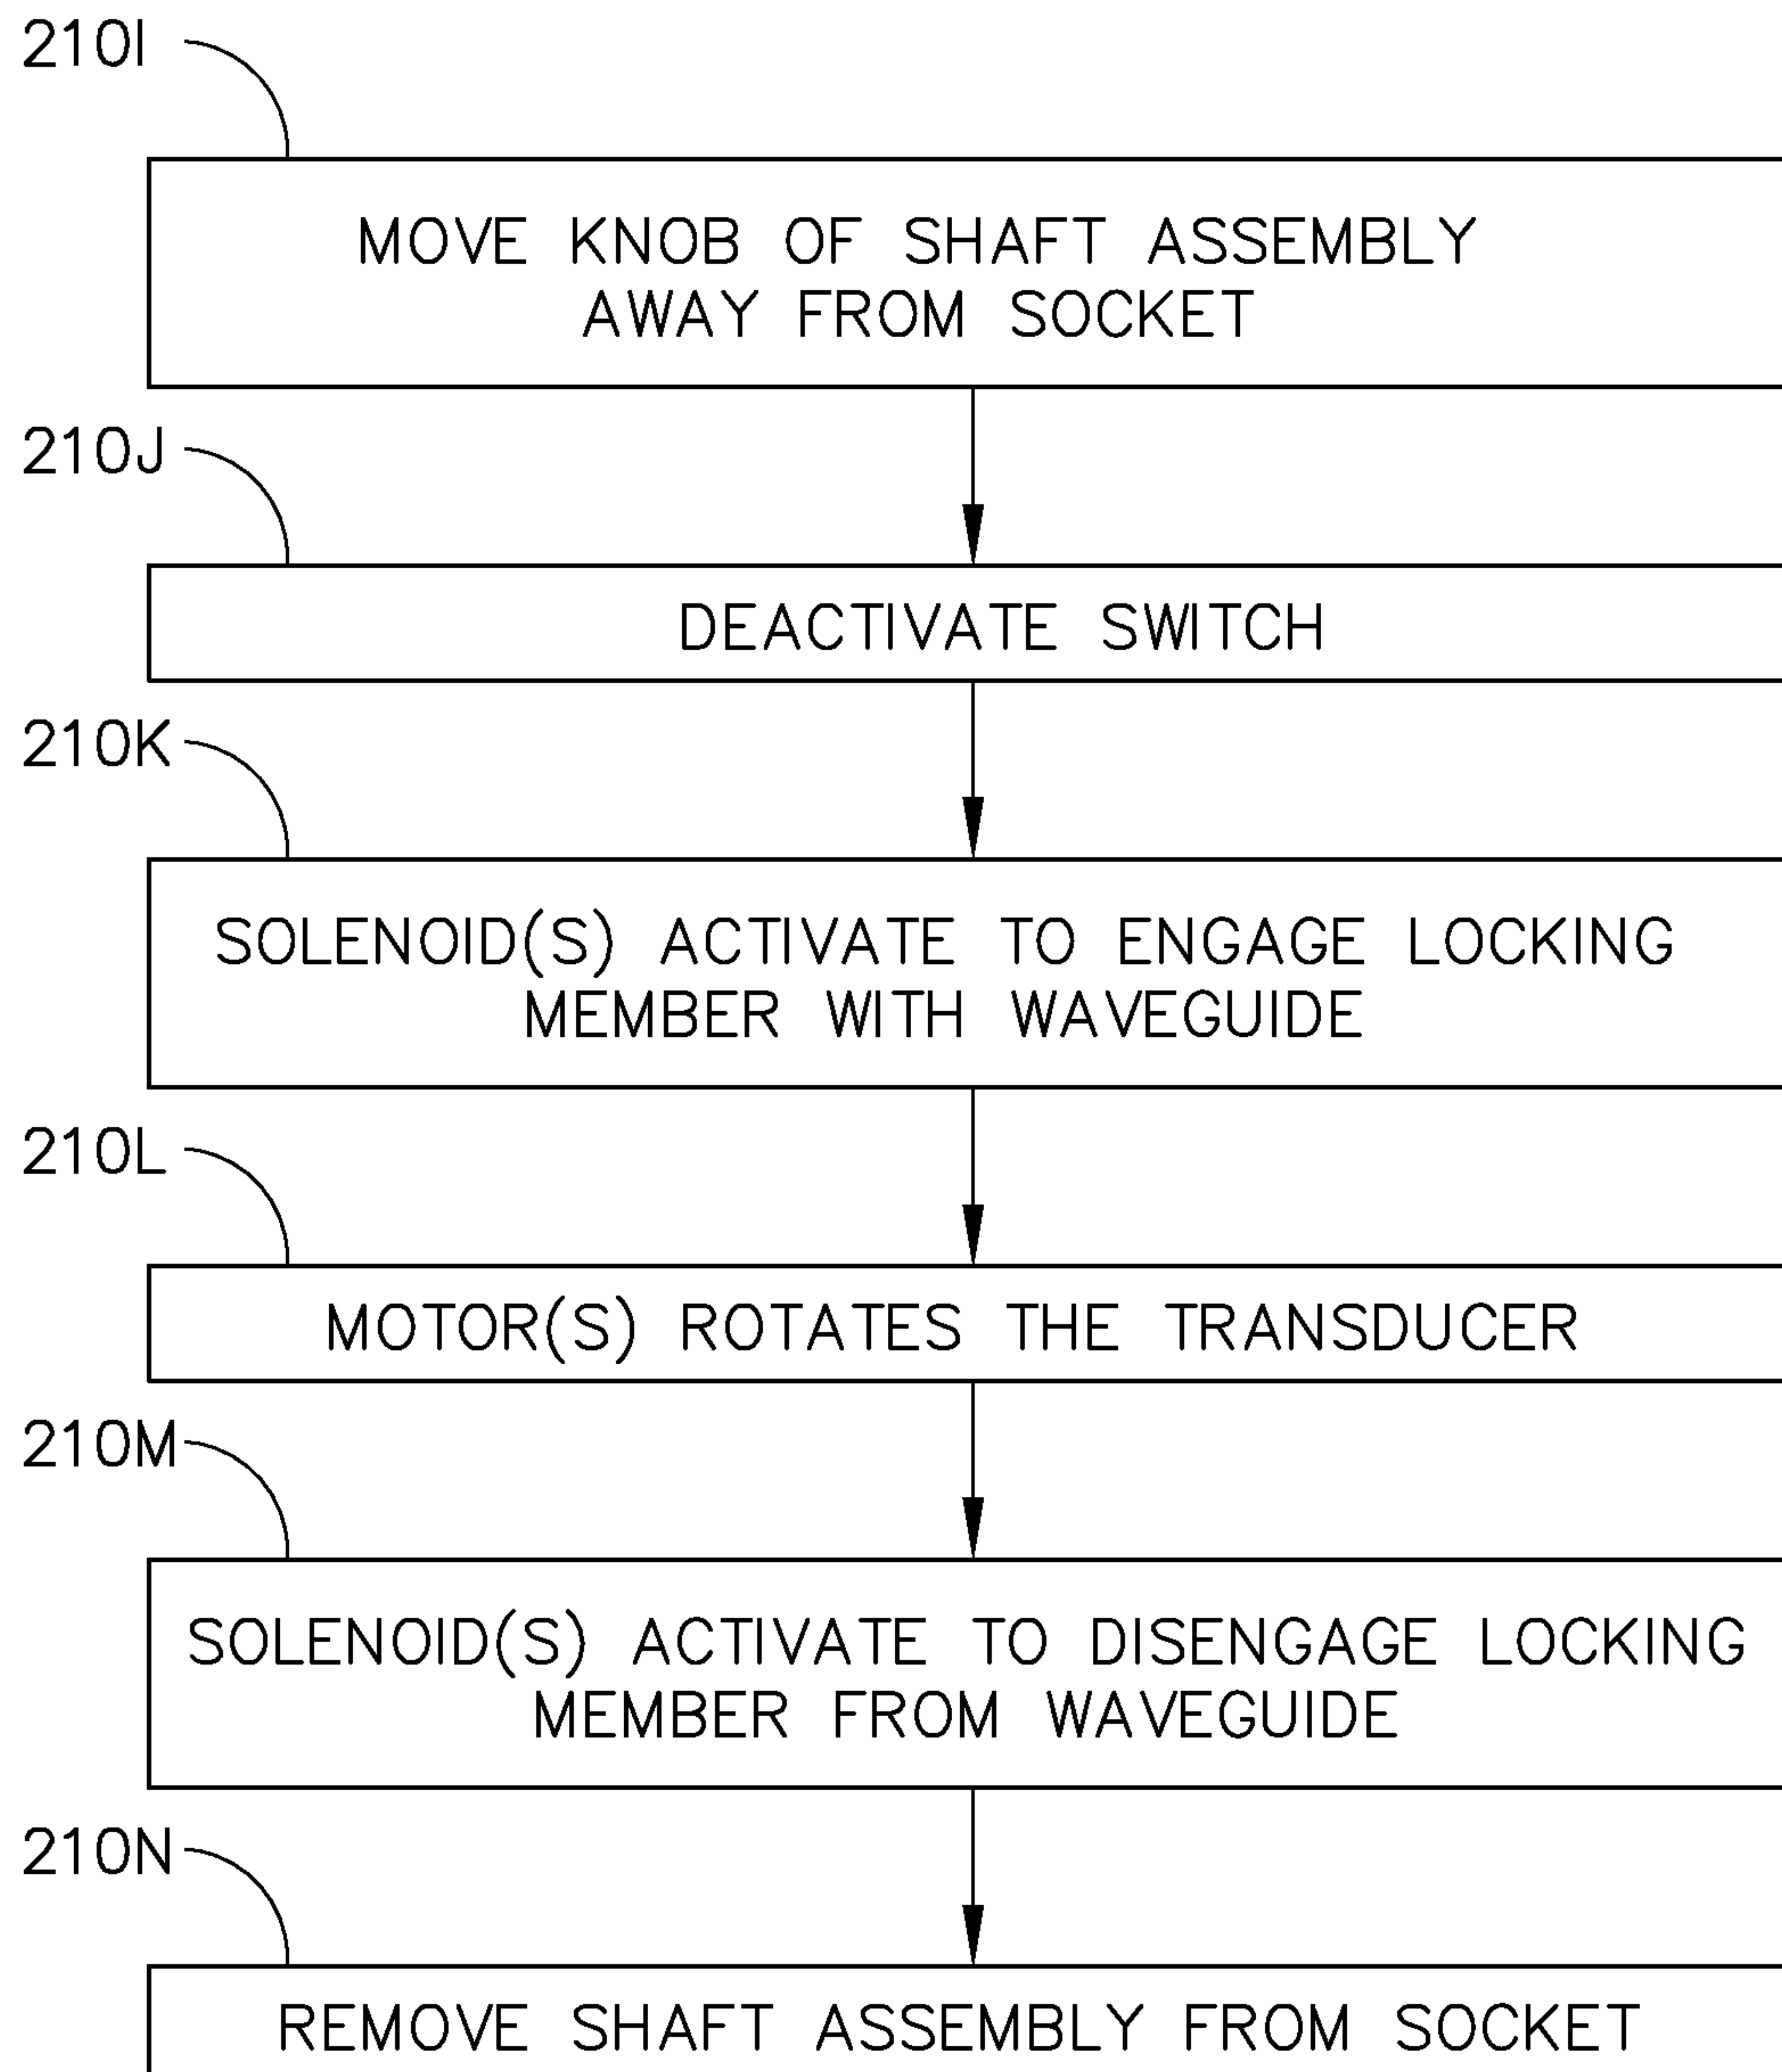 210I
MOVE KNOB OF SHAFT ASSEMBLY
AWAY FROM SOCKET
210J
DEACTIVATE SWITCH
210K
SOLENOID(S) ACTIVATE TO ENGAGE LOCKING
MEMBER WITH WAVEGUIDE
210L
MOTOR(S) ROTATES THE TRANSDUCER
210M
SOLENOID(S) ACTIVATE TO DISENGAGE LOCKING
MEMBER FROM WAVEGUIDE
210N
REMOVE SHAFT ASSEMBLY FROM SOCKET